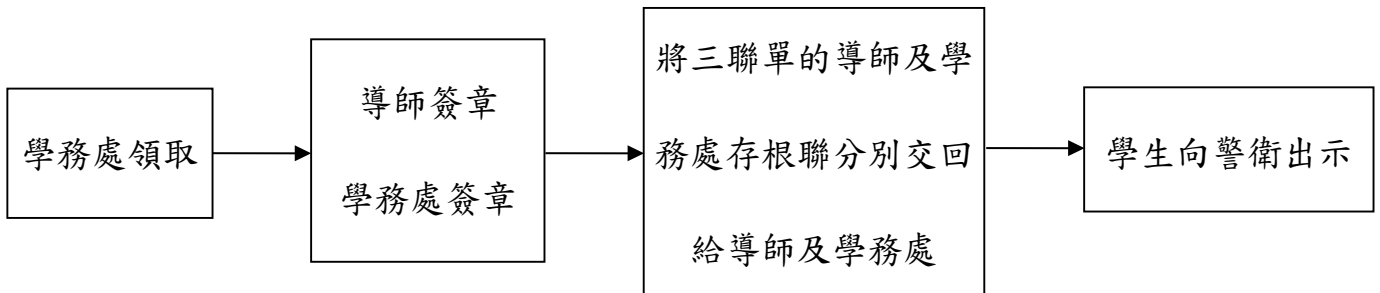 學務處領取
導師簽章
學務處簽章
將三聯單的導師及學
務處存根聯分別交回
給導師及學務處
學生向警衛出示